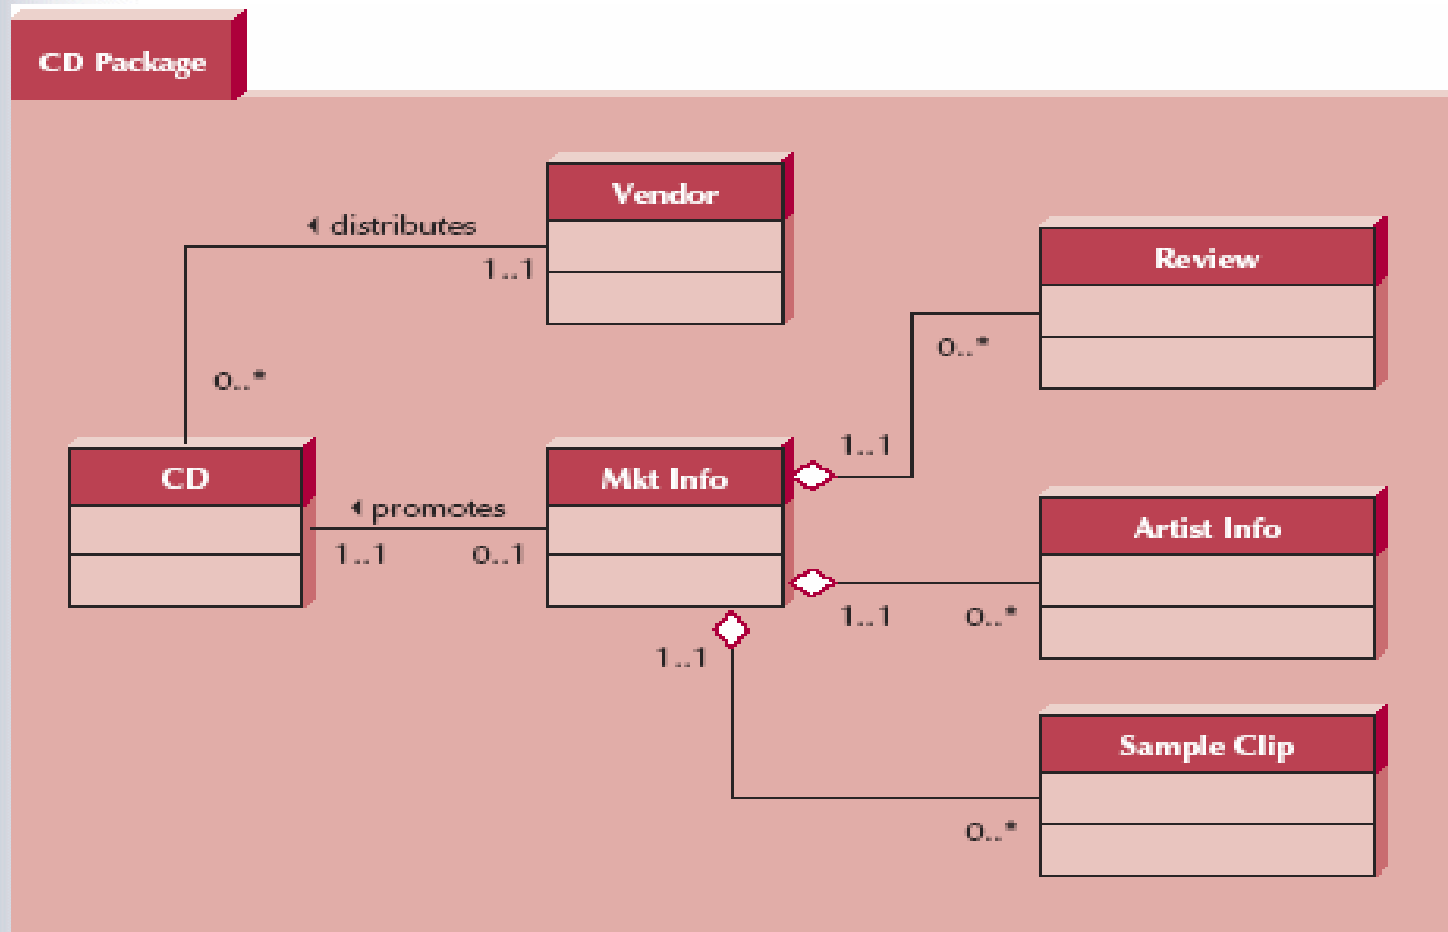 CD Package
Vendor
◂ distributes
1..1
Review
0..*
0..*
1..1
CD
Mkt Info
◂ promotes
1..1
0..1
Artist Info
1..1
0..*
1..1
Sample Clip
0..*